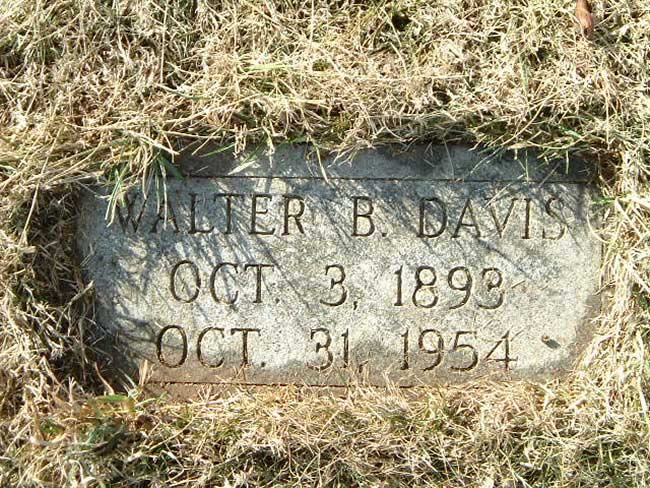 WALTER B. DAVIS
OCT. 3, 1893
OCT. 31, 1954